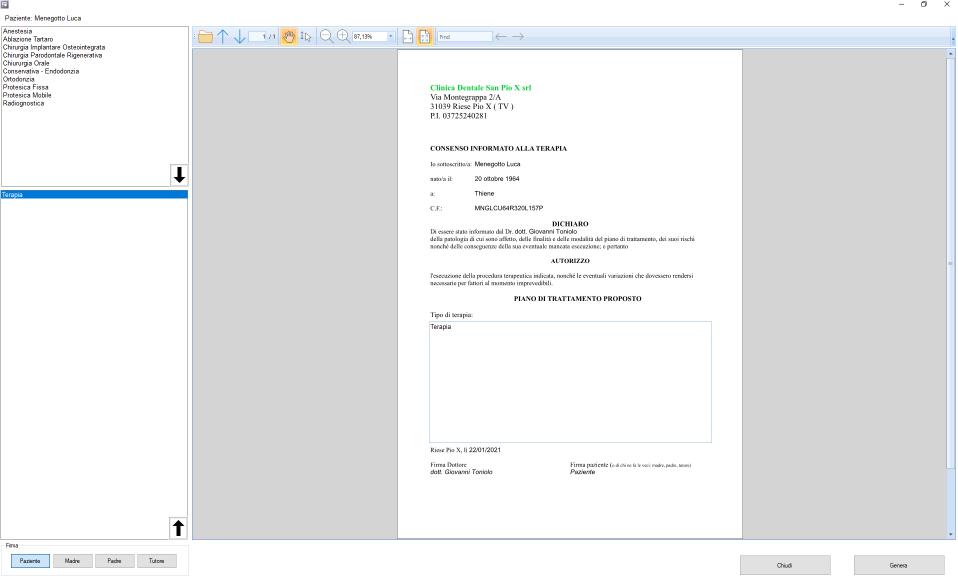 Paziente: Menegotto Luca
Anestesia
Ablazione Tartaro
Chirurgia Implantare Osteointegrata
Chirurgia Parodontale Rigenerativa
Chiururgia Orale
Conservativa - Endodonzia
Ortodonzia
Protesica Fissa
Protesica Mobile
Radiognostica
Terapia
Firma
Paziente Madre Padre Tutore
1 / 1 87,13% Find
Clinica Dentale San Pio X srl
Via Montegrappa 2/A
31039 Riese Pio X ( TV )
P.I. 03725240281
CONSENSO INFORMATO ALLA TERAPIA
Io sottoscritto/a: Menegotto Luca
nato/a il: 20 ottobre 1964
a: Thiene
C.F.: MNGLCU64R320L157P
DICHIARO
Di essere stato informato dal Dr. dott. Giovanni Toniolo
della patologia di cui sono affetto, delle finalità e delle modalità del piano di trattamento, dei suoi rischi
nonché delle conseguenze della sua eventuale mancata esecuzione; e pertanto
AUTORIZZO
l'esecuzione della procedura terapeutica indicata, nonché le eventuali variazioni che dovessero rendersi
necessarie per fattori al momento imprevedibili.
PIANO DI TRATTAMENTO PROPOSTO
Tipo di terapia:
Terapia
Riese Pio X, lì 22/01/2021
Firma Dottore Firma paziente (o di chi ne fa le veci: madre, padre, tutore)
dott. Giovanni Toniolo Paziente
Chiudi Genera